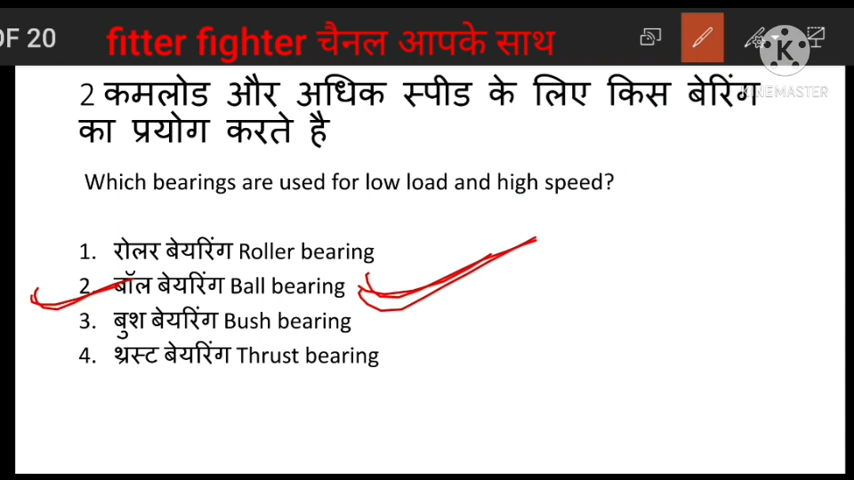 OF 20
fitter fighter चैनल आपके साथ
K
KINEMASTER
2 कमलोड और अधिक स्पीड के लिए किस बेरिंग
का प्रयोग करते है
Which bearings are used for low load and high speed?
1. रोलर बेयरिंग Roller bearing
2. बॉल बेयरिंग Ball bearing
3. बुश बेयरिंग Bush bearing
4. थ्रस्ट बेयरिंग Thrust bearing